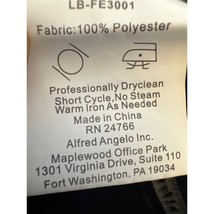 LB-FE3001
Fabric:100% Polyester
Professionally Dryclean
Short Cycle,No Steam
Warm Iron As Needed
Made in China
RN 24766
Alfred Angelo Inc.
Maplewood Office Park
1301 Virginia Drive, Suite 110
Fort Washington, PA 19034